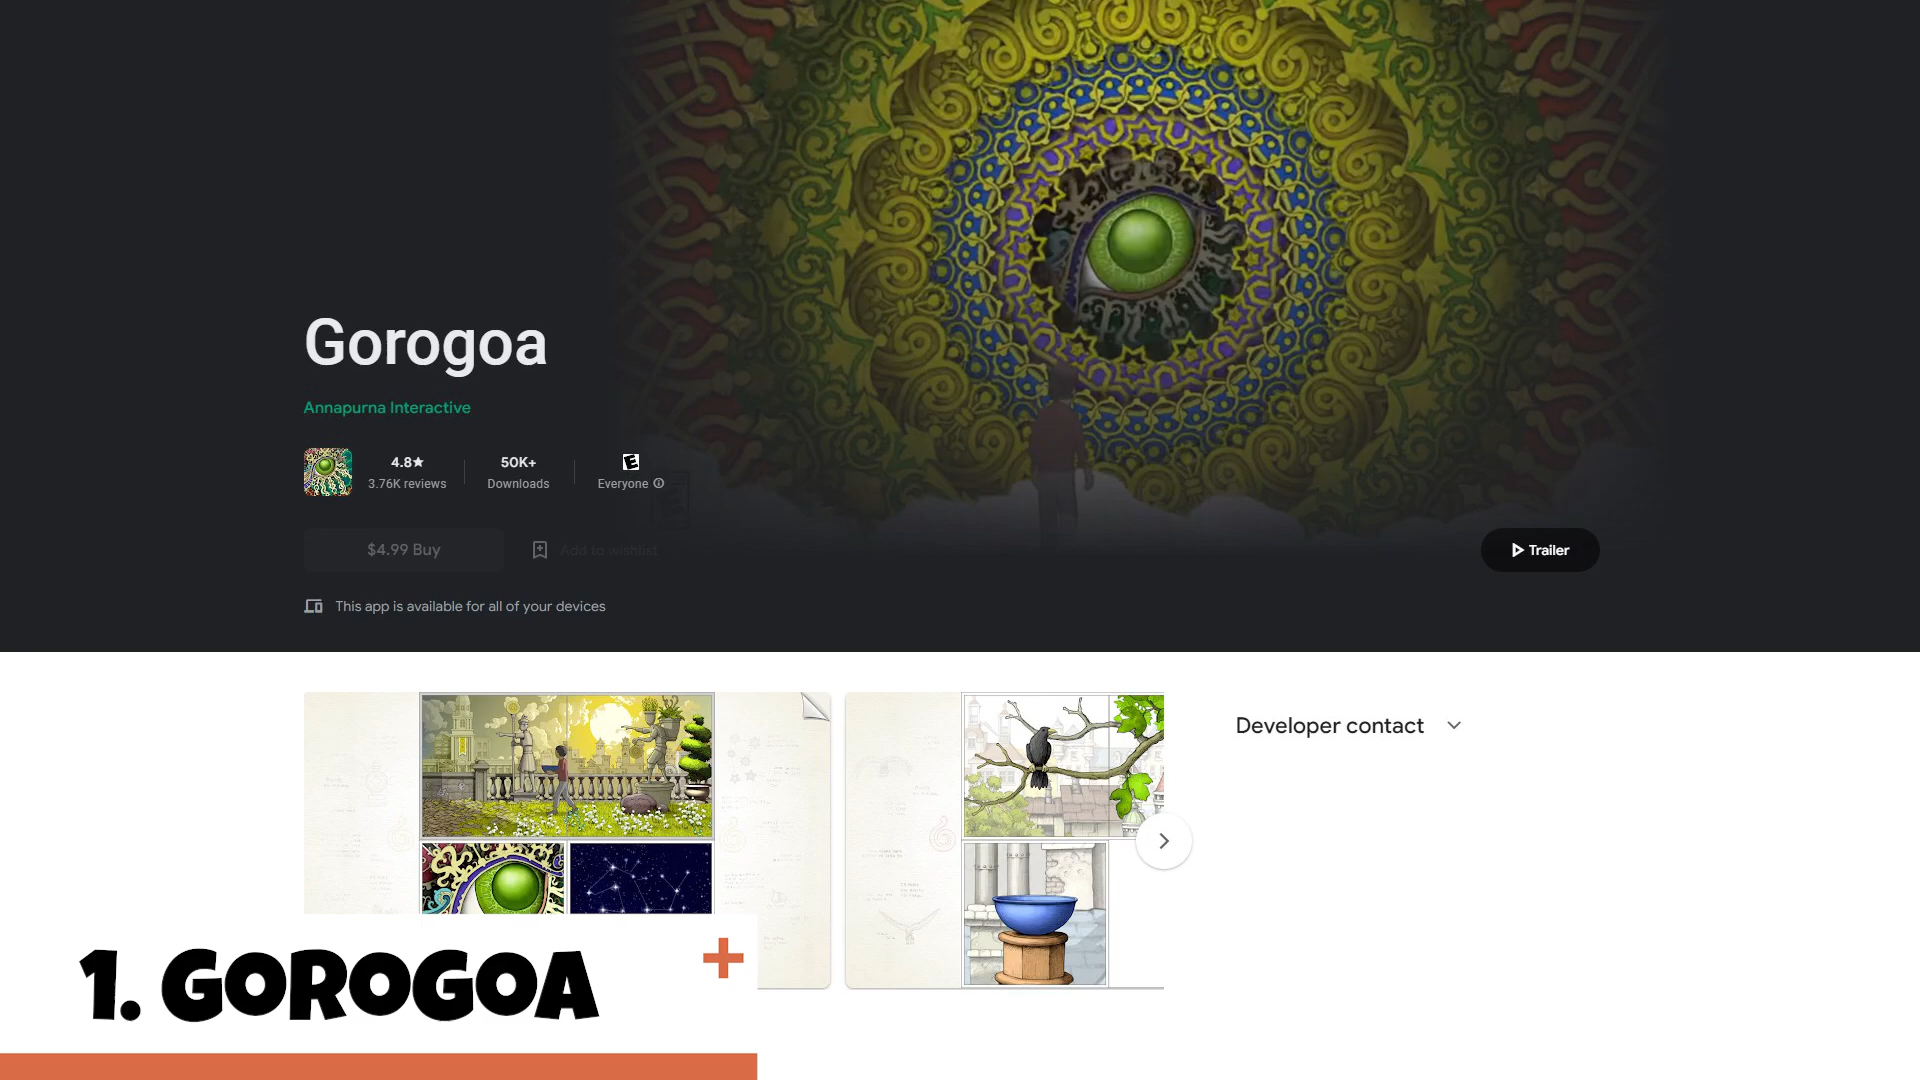 Gorogoa
Annapurna Interactive
4.8★
3.76K reviews
50K+
Downloads
E
Everyone
$4.99 Buy
Add to wishlist
Trailer
This app is available for all of your devices
Developer contact
1. GOROGOA